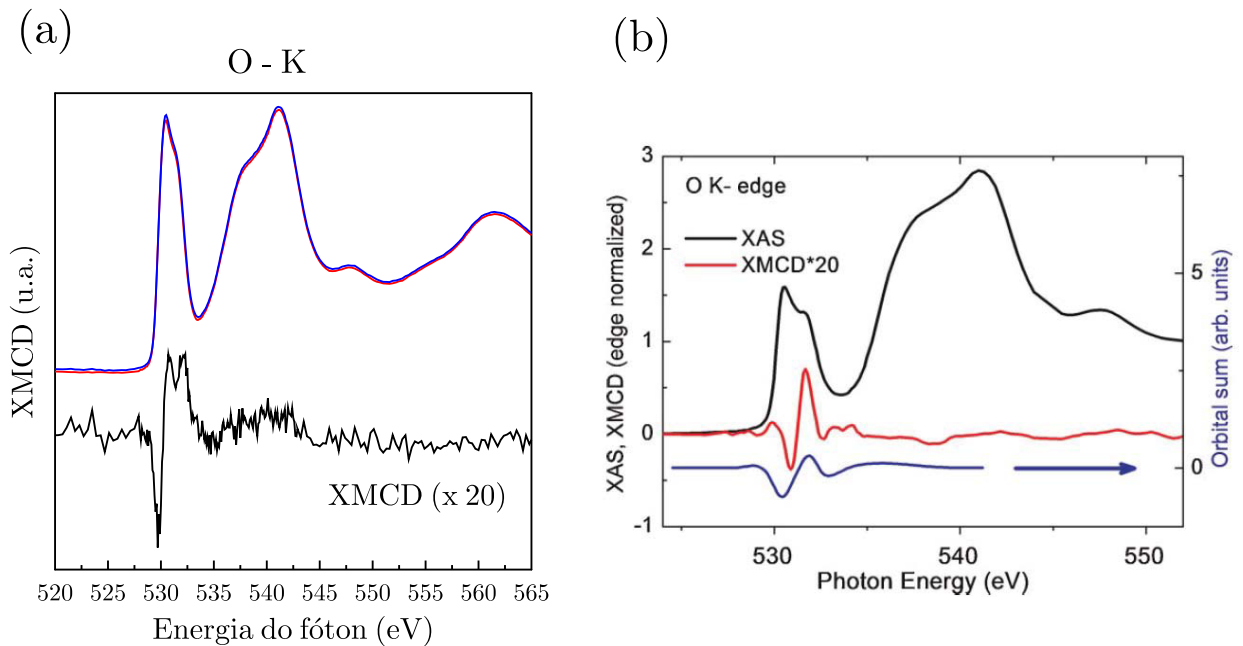 (a)
O - K
XMCD (u.a.)
XMCD (x 20)
520 525 530 535 540 545 550 555 560 565
Energia do fóton (eV)
(b)
3
2
1
0
-1
XAS, XMCD (edge normalized)
O K- edge
XAS
XMCD*20
5
0
Orbital sum (arb. units)
530 540 550
Photon Energy (eV)